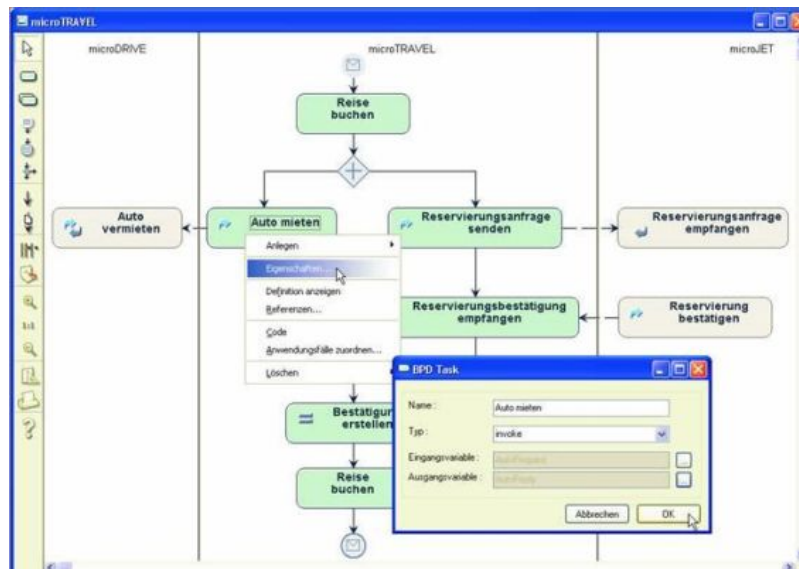 microTRAVEL
microDRIVE
microTRAVEL
microJET
Reise
buchen
Auto
vermieten
Auto mieten
Reservierungsanfrage
senden
Reservierungsanfrage
empfangen
Anlegen
Eigenschaften...
Definition anzeigen
Referenzen...
Code
Anwendungsfälle zuordnen...
Löschen
Reservierungsbestätigung
empfangen
Reservierung
bestätigen
BPD Task
Name :
Auto mieten
Typ :
invoke
Eingangsvariable :
...
Ausgangsvariable :
Abbrechen
OK
erstellen
Reise
buchen
1:1